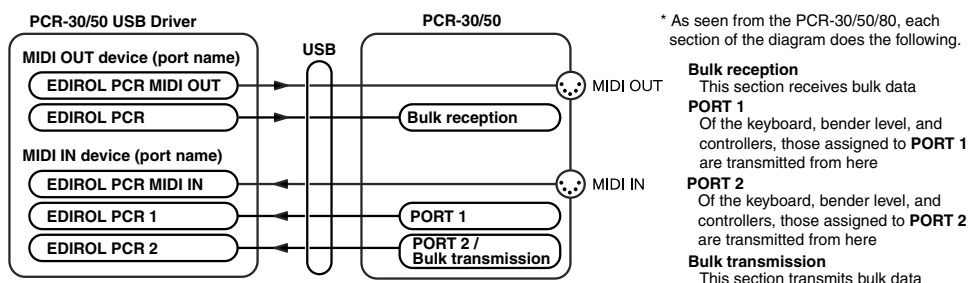 PCR-30/50 USB Driver
PCR-30/50
USB
MIDI OUT device (port name)
EDIROL PCR MIDI OUT
MIDI OUT
EDIROL PCR
Bulk reception
MIDI IN device (port name)
EDIROL PCR MIDI IN
MIDI IN
EDIROL PCR 1
PORT 1
EDIROL PCR 2
PORT 2 /
Bulk transmission
* As seen from the PCR-30/50/80, each
section of the diagram does the following.
Bulk reception
This section receives bulk data
PORT 1
Of the keyboard, bender level, and
controllers, those assigned to PORT 1
are transmitted from here
PORT 2
Of the keyboard, bender level, and
controllers, those assigned to PORT 2
are transmitted from here
Bulk transmission
This section transmits bulk data